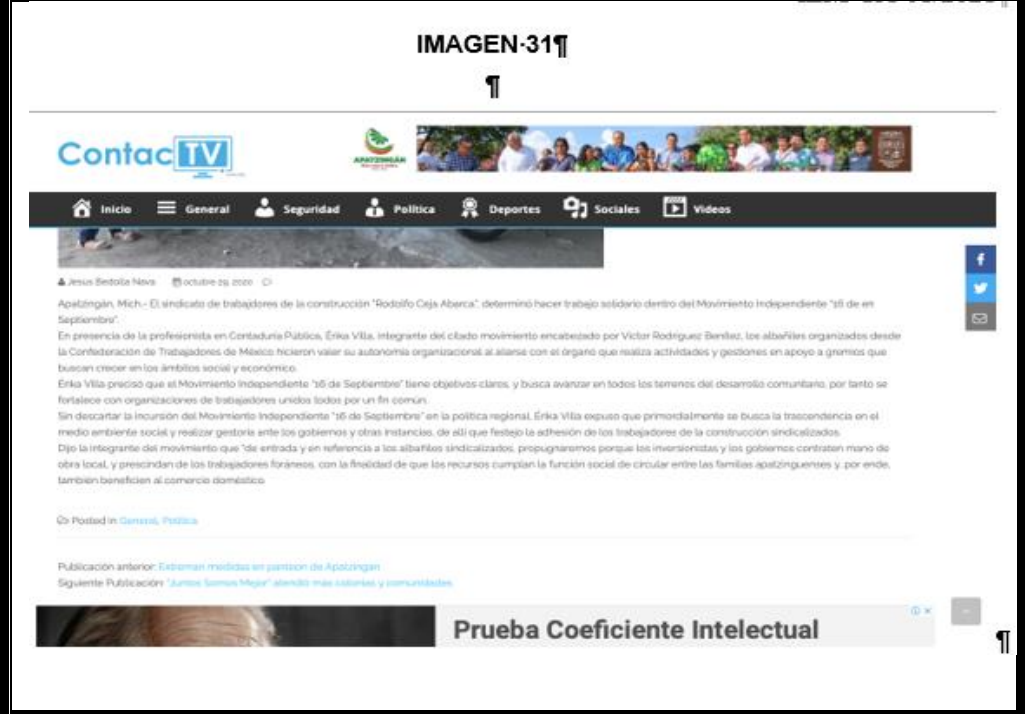 IMAGEN·31¶
¶
ContacTV
APATZINGÁN
Inicio General Seguridad Política Deportes Sociales Videos
Jesus Bedolla Nava octubre 29, 2020
Apatzingán, Mich.- El sindicato de trabajadores de la construcción "Rodolfo Ceja Abarca", determinó hacer trabajo solidario dentro del Movimiento Independiente "16 de en
Septiembre".
En presencia de la profesionista en Contaduría Pública, Érika Villa, integrante del citado movimiento encabezado por Víctor Rodríguez Benítez, los albañiles organizados desde
la Confederación de Trabajadores de México hicieron valer su autonomía organizacional al aliarse con el órgano que realiza actividades y gestiones en apoyo a gremios que
buscan crecer en los ámbitos social y económico.
Érika Villa preciso que el Movimiento Independiente "16 de Septiembre" tiene objetivos claros, y busca avanzar en todos los terrenos del desarrollo comunitario, por tanto se
fortalece con organizaciones de trabajadores unidos todos por un fin común.
Sin descartar la incursión del Movimiento Independiente "16 de Septiembre" en la política regional, Érika Villa expuso que primordialmente se busca la trascendencia en el
medio ambiente social y realizar gestoría ante los gobiernos y otras instancias, de allí que festejo la adhesión de los trabajadores de la construcción sindicalizados.
Dijo la integrante del movimiento que "de entrada y en referencia a los albañiles sindicalizados, propugnaremos porque los inversionistas y los gobiernos contraten mano de
obra local, y prescindan de los trabajadores foráneos, con la finalidad de que los recursos cumplan la función social de circular entre las familias apatzinguenses y, por ende,
también beneficien al comercio doméstico.
Posted in General, Política
Publicación anterior: Extreman medidas en panteon de Apatzingán
Siguiente Publicación: "Juntos Somos Mejor" atendió más colonias y comunidades
Prueba Coeficiente Intelectual
¶